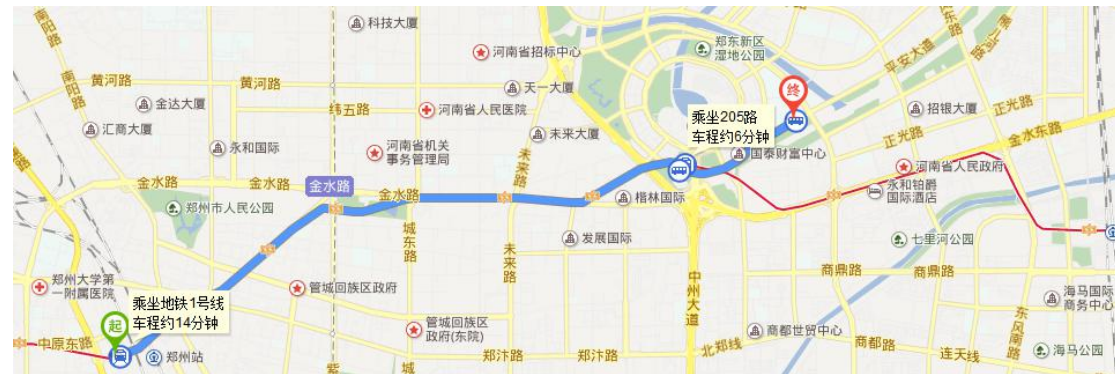 南阳路
科技大厦
河南省招标中心
郑东新区
湿地公园
平安大道
黄河路
黄河路
南阳路
金达大厦
纬五路
河南省人民医院
天一大厦
终
乘坐205路
车程约6分钟
招银大厦
正光路
汇商大厦
永和国际
河南省机关
事务管理局
未来大厦
未来路
国泰财富中心
正光路
金水东路
河南省人民政府
金水路
金水路
金水路
金水路
楷林国际
永和铂爵
国际酒店
郑州市人民公园
城东路
发展国际
七里河公园
未来路
中州大道
商鼎路
商鼎路
郑州大学第
一附属医院
管城回族区政府
海马国际
商务中心
乘坐地铁1号线
车程约14分钟
起
管城回族区
政府(东院)
商都世贸中心
东风南路
中原东路
郑州站
紫
城
郑汴路
郑汴路
北郑线
商都路
连天线
海马公园